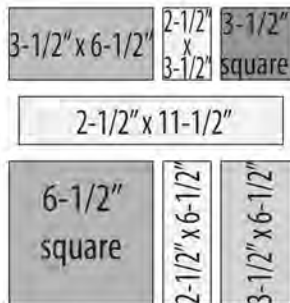 3-1/2” x 6-1/2”
2-1/2”
x
3-1/2”
3-1/2”
square
2-1/2” x 11-1/2”
6-1/2”
square
2-1/2” x 6-1/2”
3-1/2” x 6-1/2”